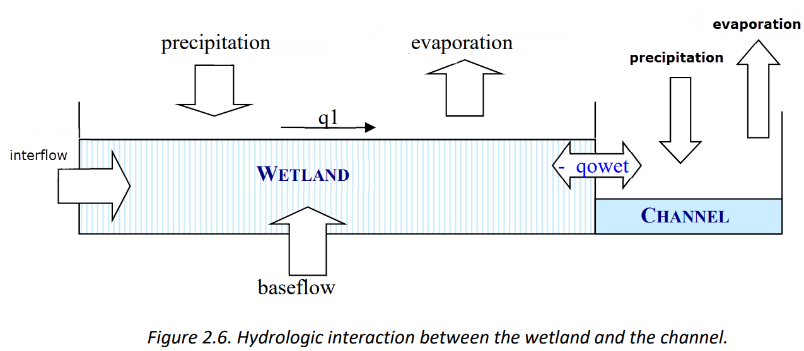 evaporation
precipitation
evaporation
precipitation
q1
interflow
WETLAND
- qowet
CHANNEL
baseflow
Figure 2.6. Hydrologic interaction between the wetland and the channel.